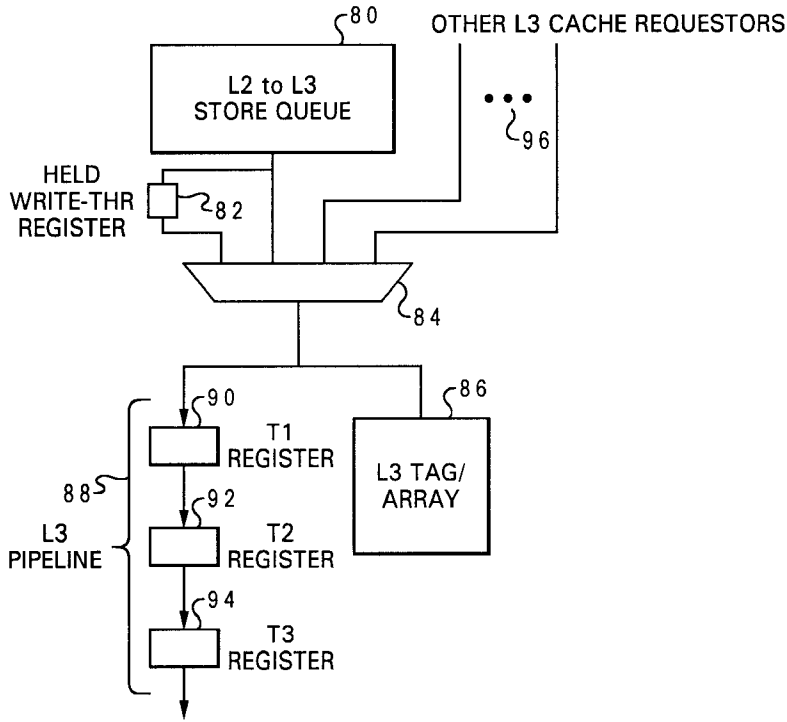 80
OTHER L3 CACHE REQUESTORS
L2 to L3
STORE QUEUE
96
HELD
WRITE-THR
REGISTER
82
84
90
86
T1
REGISTER
L3 TAG/
ARRAY
88
92
L3
PIPELINE
T2
REGISTER
94
T3
REGISTER